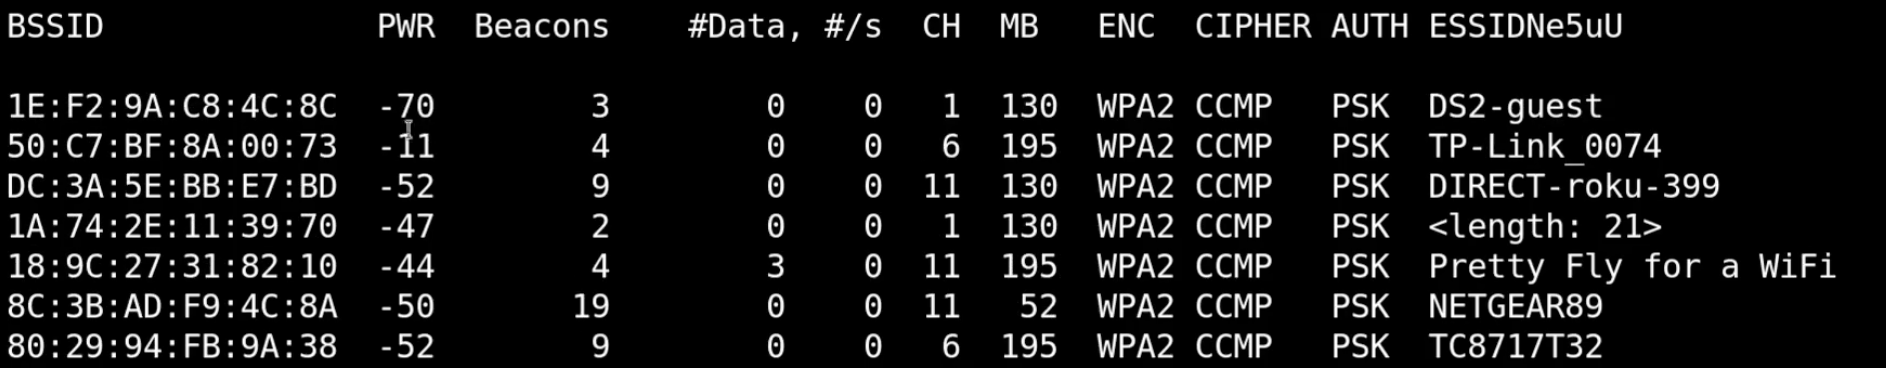 BSSID PWR Beacons #Data, #/s CH MB ENC CIPHER AUTH ESSIDNe5uU
1E:F2:9A:C8:4C:8C -70 3 0 0 1 130 WPA2 CCMP PSK DS2-guest
50:C7:BF:8A:00:73 -11 4 0 0 6 195 WPA2 CCMP PSK TP-Link_0074
DC:3A:5E:BB:E7:BD -52 9 0 0 11 130 WPA2 CCMP PSK DIRECT-roku-399
1A:74:2E:11:39:70 -47 2 0 0 1 130 WPA2 CCMP PSK <length: 21>
18:9C:27:31:82:10 -44 4 3 0 11 195 WPA2 CCMP PSK Pretty Fly for a WiFi
8C:3B:AD:F9:4C:8A -50 19 0 0 11 52 WPA2 CCMP PSK NETGEAR89
80:29:94:FB:9A:38 -52 9 0 0 6 195 WPA2 CCMP PSK TC8717T32